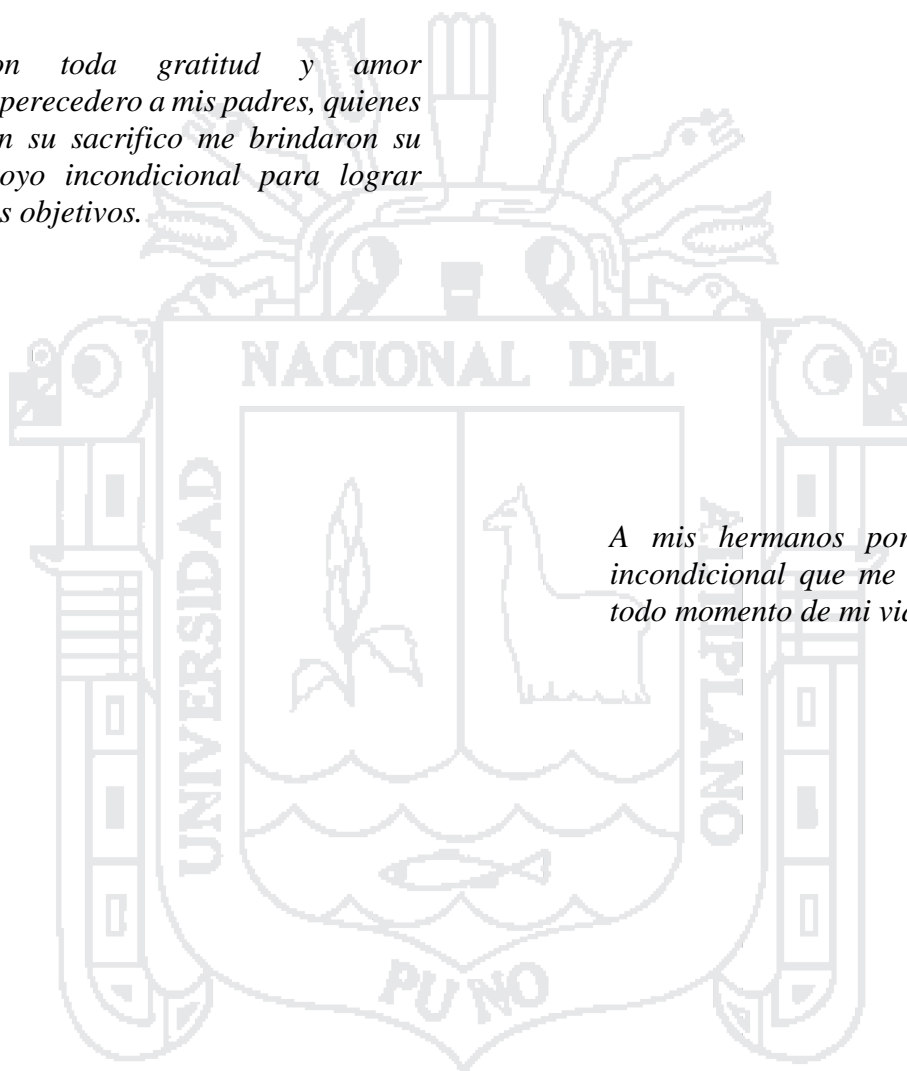 on toda gratitud y amor
perecedero a mis padres, quienes
n su sacrifico me brindaron su
oyo incondicional para lograr
s objetivos.
NACIONAL DEL
UNIVERSIDAD
ALTIPLANO
A mis hermanos por
incondicional que me
todo momento de mi vid
PUNO